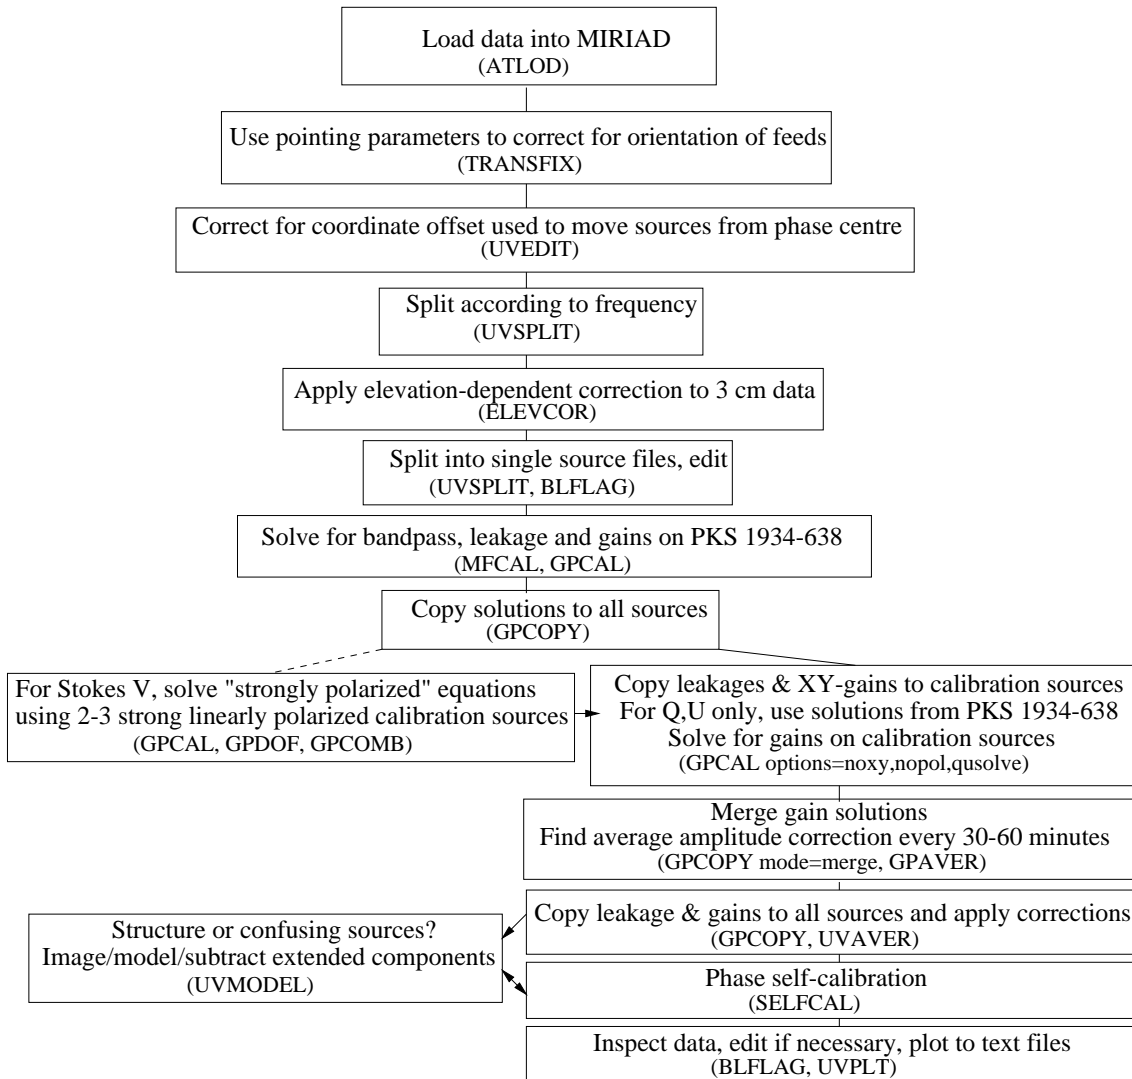 Load data into MIRIAD
(ATLOD)
Use pointing parameters to correct for orientation of feeds
(TRANSFIX)
Correct for coordinate offset used to move sources from phase centre
(UVEDIT)
Split according to frequency
(UVSPLIT)
Apply elevation-dependent correction to 3 cm data
(ELEVCOR)
Split into single source files, edit
(UVSPLIT, BLFLAG)
Solve for bandpass, leakage and gains on PKS 1934-638
(MFCAL, GPCAL)
Copy solutions to all sources
(GPCOPY)
For Stokes V, solve "strongly polarized" equations
using 2-3 strong linearly polarized calibration sources
(GPCAL, GPDOF, GPCOMB)
Copy leakages & XY-gains to calibration sources
For Q,U only, use solutions from PKS 1934-638
Solve for gains on calibration sources
(GPCAL options=noxy,nopol,qusolve)
Merge gain solutions
Find average amplitude correction every 30-60 minutes
(GPCOPY mode=merge, GPAVER)
Copy leakage & gains to all sources and apply corrections
(GPCOPY, UVAVER)
Structure or confusing sources?
Image/model/subtract extended components
(UVMODEL)
Phase self-calibration
(SELFCAL)
Inspect data, edit if necessary, plot to text files
(BLFLAG, UVPLT)